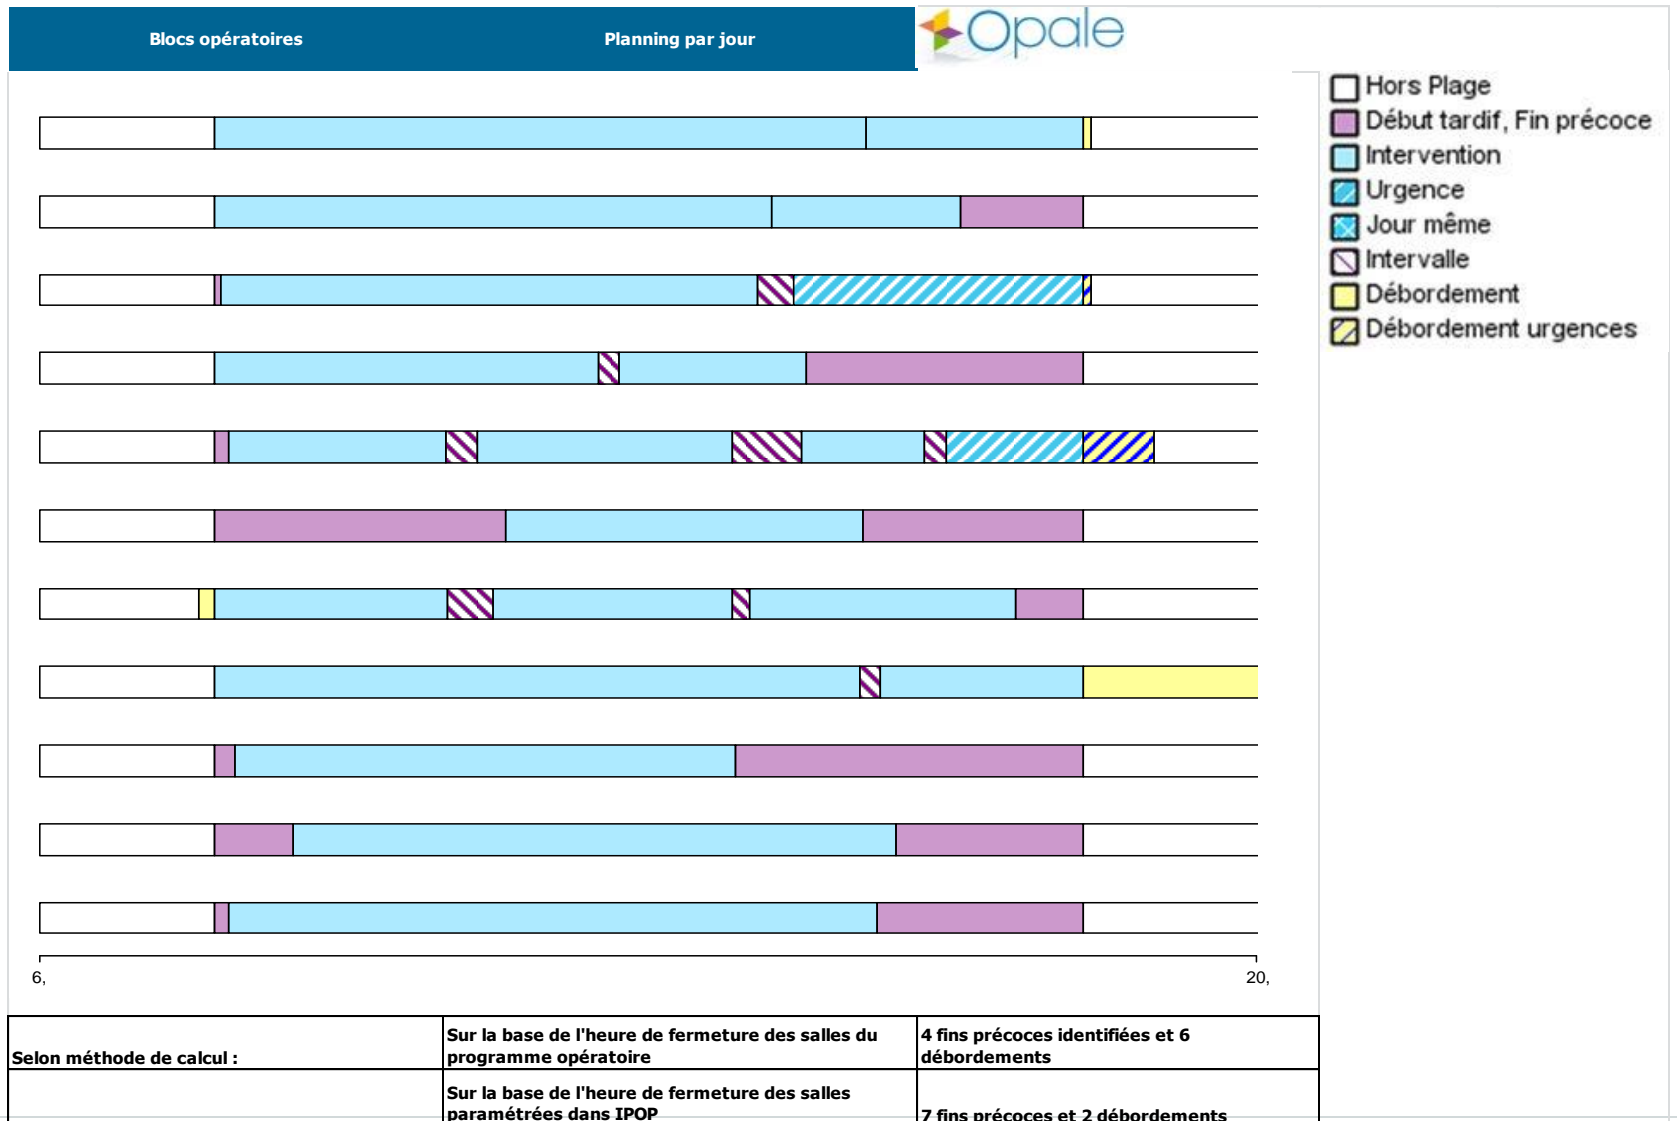 Blocs opératoires
Planning par jour
Opale
Hors Plage
Début tardif, Fin précoce
Intervention
Urgence
Jour même
Intervalle
Débordement
Débordement urgences
6,
20,
Selon méthode de calcul :
Sur la base de l'heure de fermeture des salles du
programme opératoire
4 fins précoces identifiées et 6
débordements
Sur la base de l'heure de fermeture des salles
paramétrées dans IPOP
7 fins précoces et 2 débordements